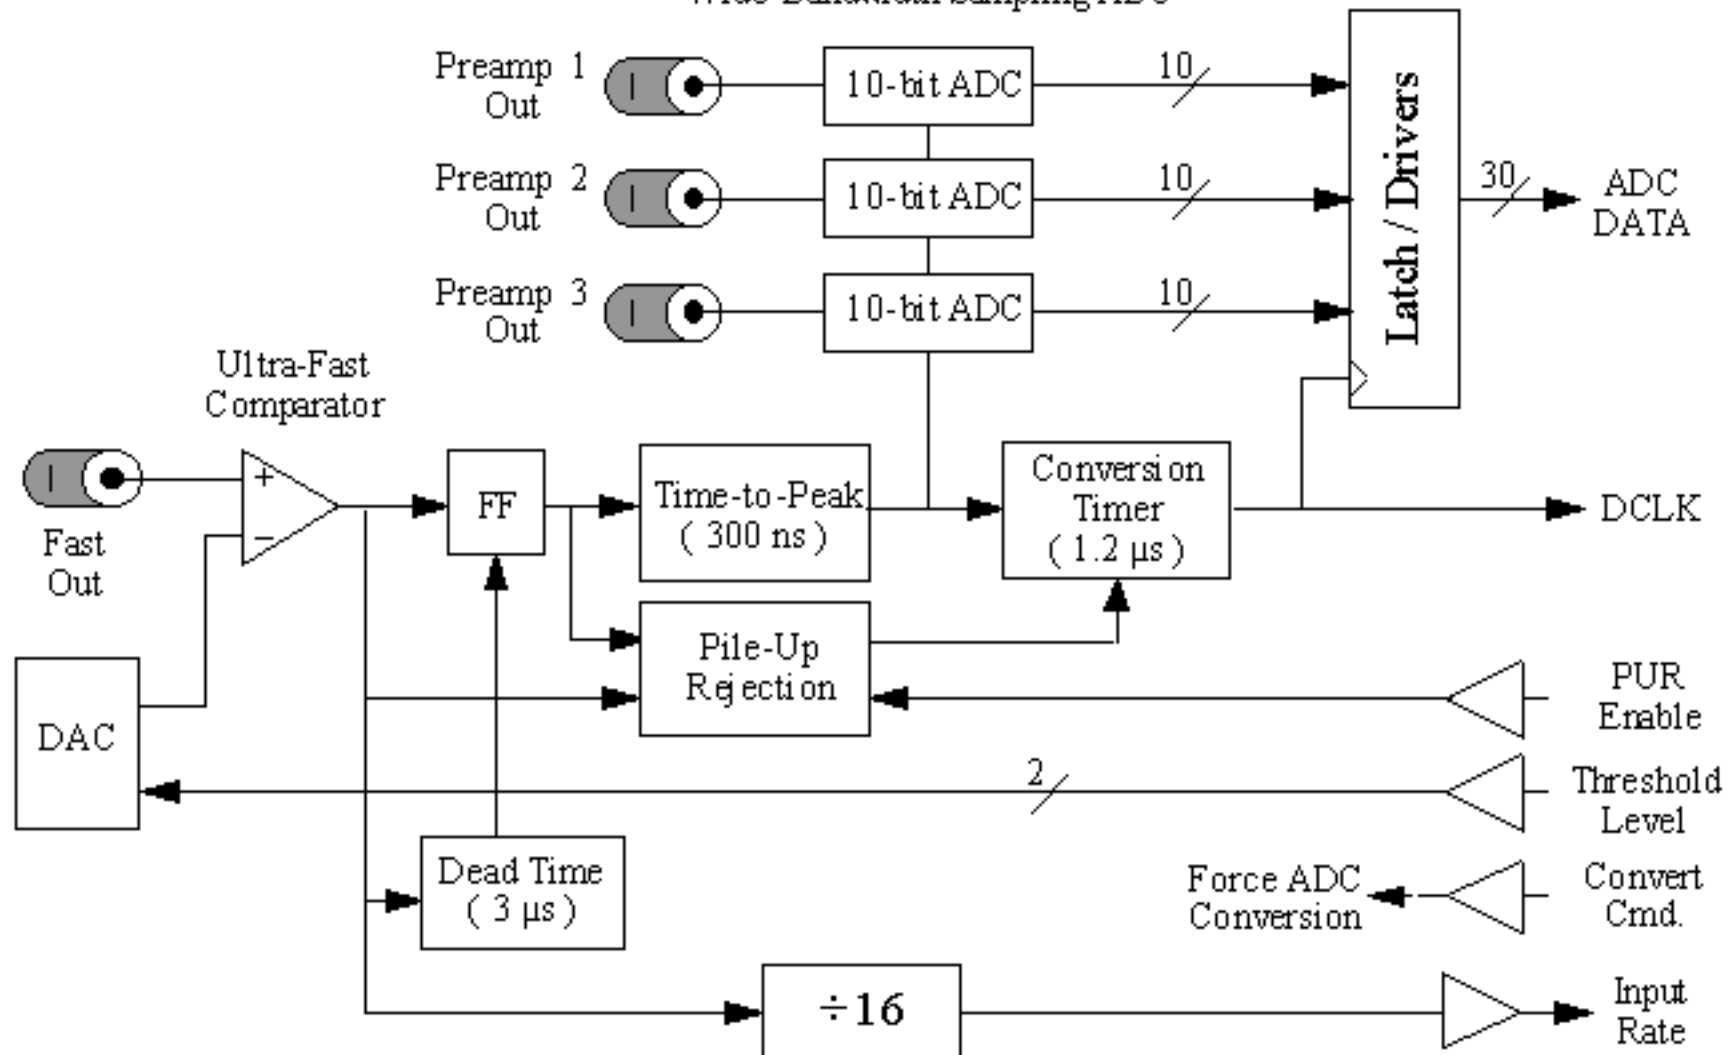 Preamp 1
Out
10-bit ADC
10
Preamp 2
Out
10-bit ADC
10
Preamp 3
Out
10-bit ADC
10
Latch / Drivers
30
ADC
DATA
Ultra-Fast
Comparator
+
−
Fast
Out
FF
Time-to-Peak
( 300 ns )
Conversion
Timer
( 1.2 µs )
DCLK
Pile-Up
Rejection
PUR
Enable
DAC
2
Threshold
Level
Dead Time
( 3 µs )
Force ADC
Conversion
Convert
Cmd.
÷16
Input
Rate